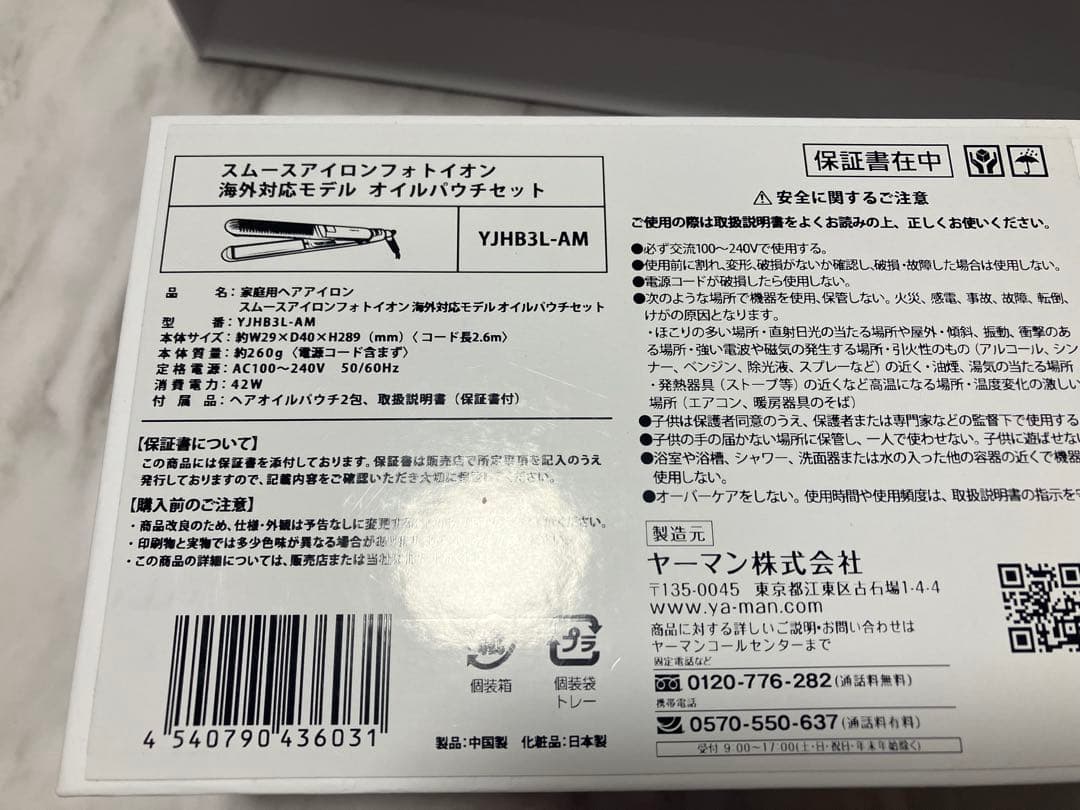 スムースアイロンフォトイオン
海外対応モデル オイルパウチセット
YJHB3L-AM
品　　名：家庭用ヘアアイロン
スムースアイロンフォトイオン 海外対応モデル オイルパウチセット
型　　番：YJHB3L-AM
本体サイズ：約W29×D40×H289（mm）〈コード長2.6m〉
本体質量：約260g〈電源コード含まず〉
定格電源：AC100〜240V　50/60Hz
消費電力：42W
付 属 品：ヘアオイルパウチ2包、取扱説明書（保証書付）
【保証書について】
この商品には保証書を添付しております。保証書は販売店で所定事項を記入のうえ
発行しておりますので、記載内容をご確認いただき大切に保管してください。
【購入前のご注意】
・商品改良のため、仕様・外観は予告なしに変更する
・印刷物と実物では多少色味が異なる場合が
・この商品の詳細については、販売店または当社
4 540790 436031
個装箱
プラ
個装袋
トレー
製品：中国製　化粧品：日本製
保証書在中
⚠安全に関するご注意
ご使用の際は取扱説明書をよくお読みの上、正しくお使いください。
●必ず交流100〜240Vで使用する。
●使用前に割れ、変形、破損がないか確認し、破損・故障した場合は使用しない。
●電源コードが破損したら使用しない。
●次のような場所で機器を使用、保管しない。火災、感電、事故、故障、転倒、
けがの原因となります。
・ほこりの多い場所・直射日光の当たる場所や屋外・傾斜、振動、衝撃のあ
る場所・強い電波や磁気の発生する場所・引火性のもの（アルコール、シン
ナー、ベンジン、除光液、スプレーなど）の近く・油煙、湯気の当たる場所
・発熱器具（ストーブ等）の近くなど高温になる場所・温度変化の激しい
場所（エアコン、暖房器具のそば）
●子供は保護者同意のうえ、保護者または専門家などの監督下で使用する
●子供の手の届かない場所に保管し、一人で使わせない。子供に遊ばせない
●浴室や浴槽、シャワー、洗面器または水の入った他の容器の近くで機器
使用しない。
●オーバーケアをしない。使用時間や使用頻度は、取扱説明書の指示を守
製造元
ヤーマン株式会社
〒135-0045　東京都江東区古石場1-4-4
www.ya-man.com
商品に対する詳しいご説明・お問い合わせは
ヤーマンコールセンターまで
固定電話など
0120-776-282（通話料無料）
携帯電話
0570-550-637（通話料有料）
受付 9:00〜17:00（土・日・祝日・年末年始除く）